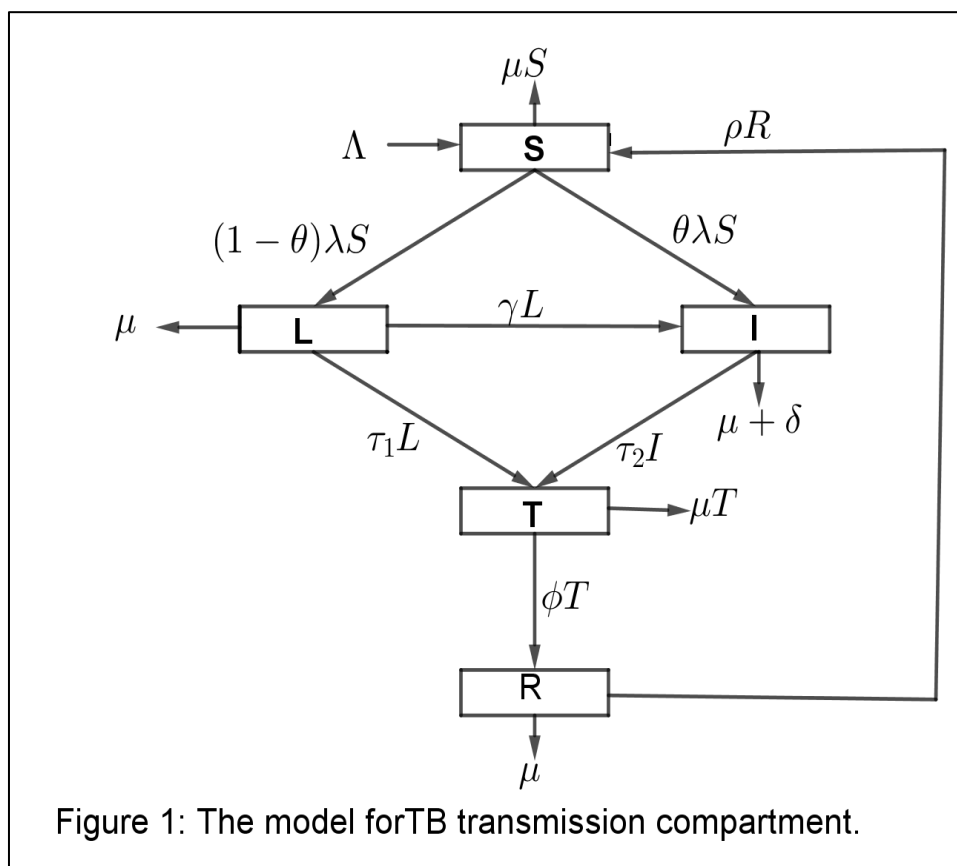 μS
Λ
S
ρR
(1 − θ)λS
θλS
μ
L
γL
I
μ + δ
τ₁L
τ₂I
T
μT
ϕT
R
μ
Figure 1: The model forTB transmission compartment.